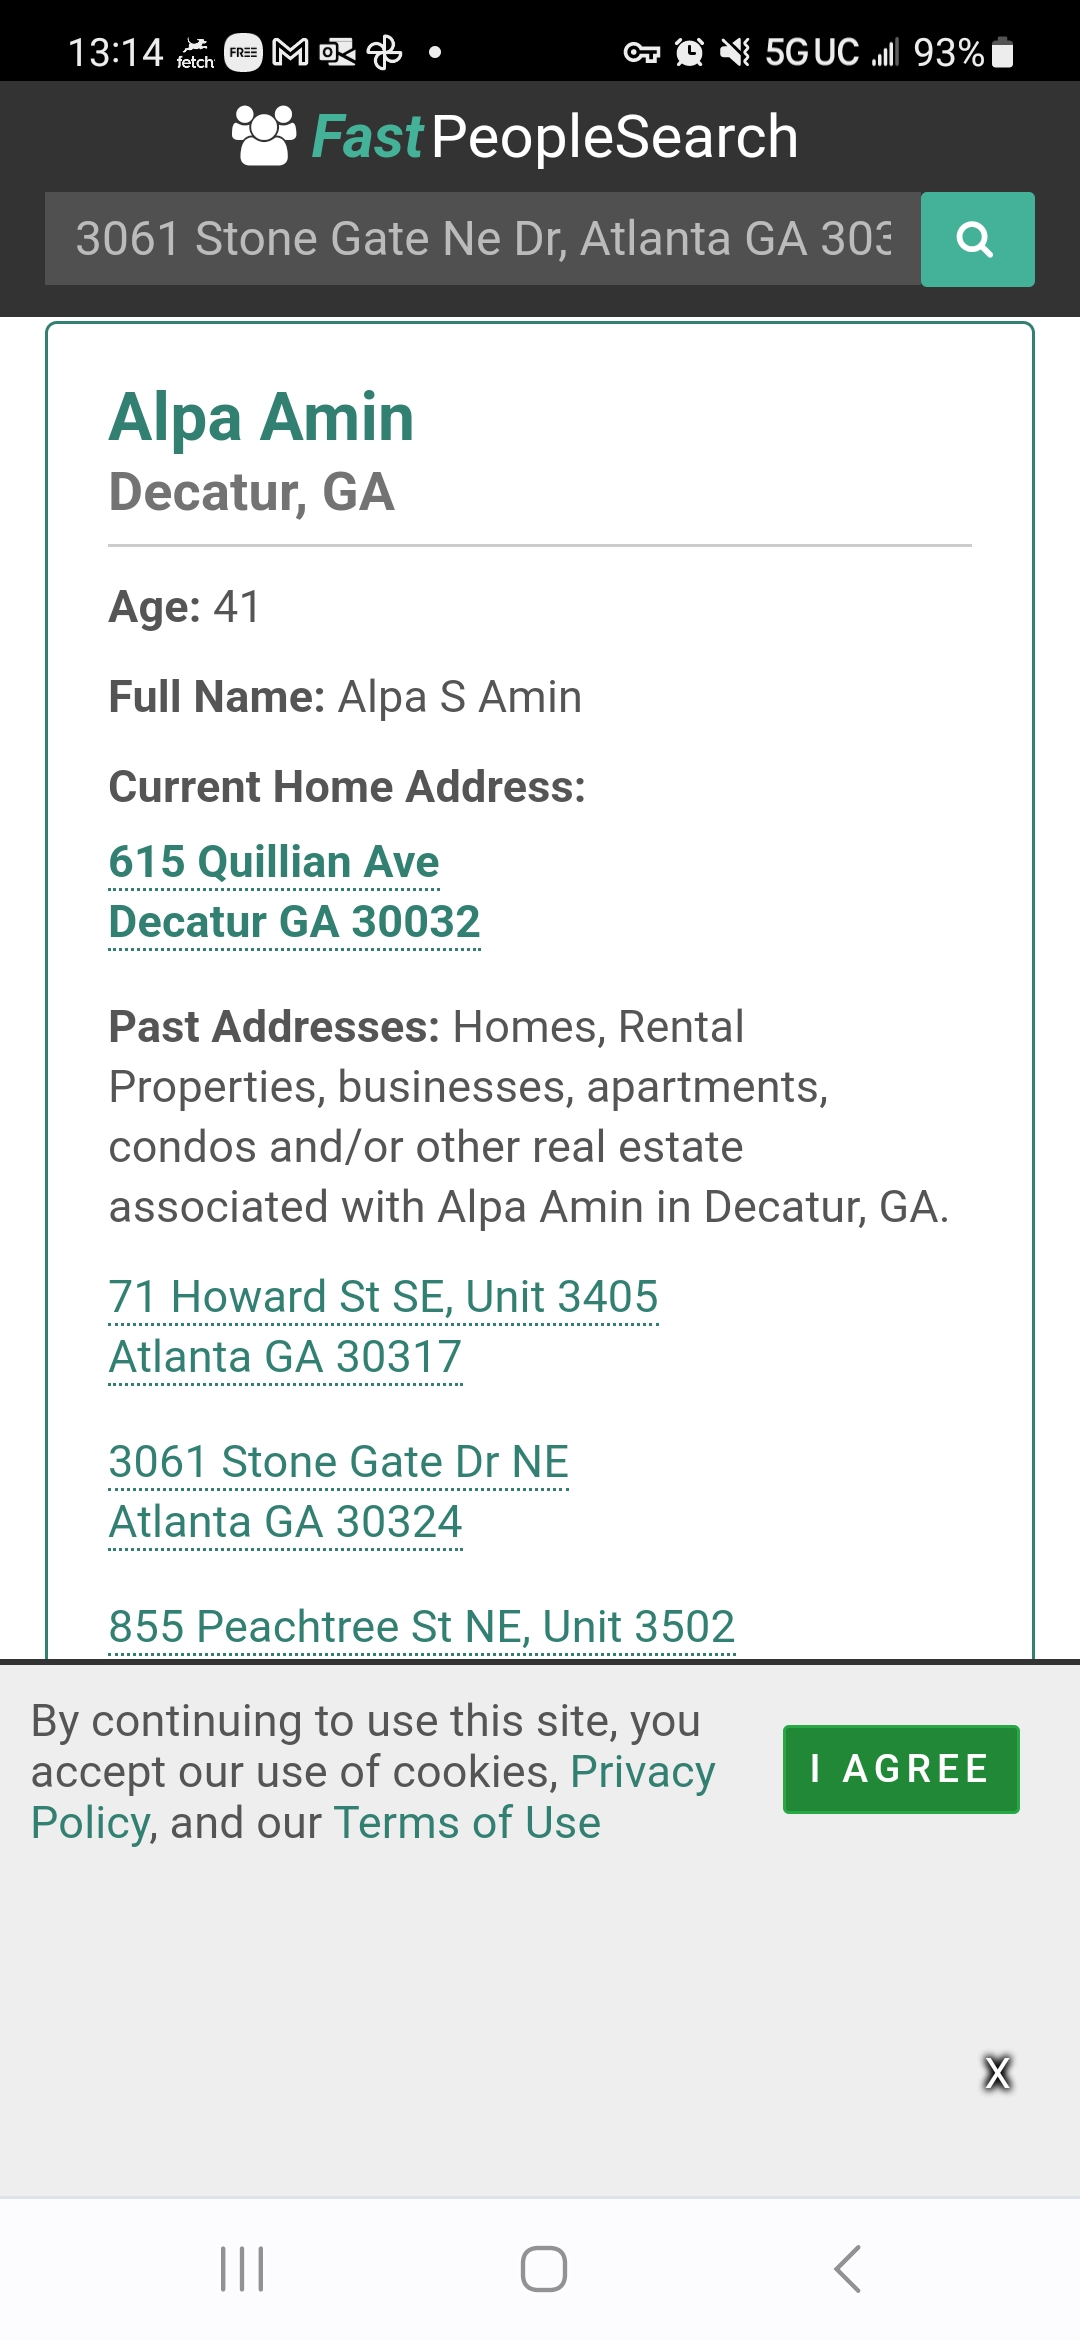 13:14 fetch FREE 5G UC 93%
FastPeopleSearch
3061 Stone Gate Ne Dr, Atlanta GA 303
Alpa Amin
Decatur, GA
Age: 41
Full Name: Alpa S Amin
Current Home Address:
615 Quillian Ave
Decatur GA 30032
Past Addresses: Homes, Rental
Properties, businesses, apartments,
condos and/or other real estate
associated with Alpa Amin in Decatur, GA.
71 Howard St SE, Unit 3405
Atlanta GA 30317
3061 Stone Gate Dr NE
Atlanta GA 30324
855 Peachtree St NE, Unit 3502
By continuing to use this site, you
accept our use of cookies, Privacy
Policy, and our Terms of Use
I AGREE
X